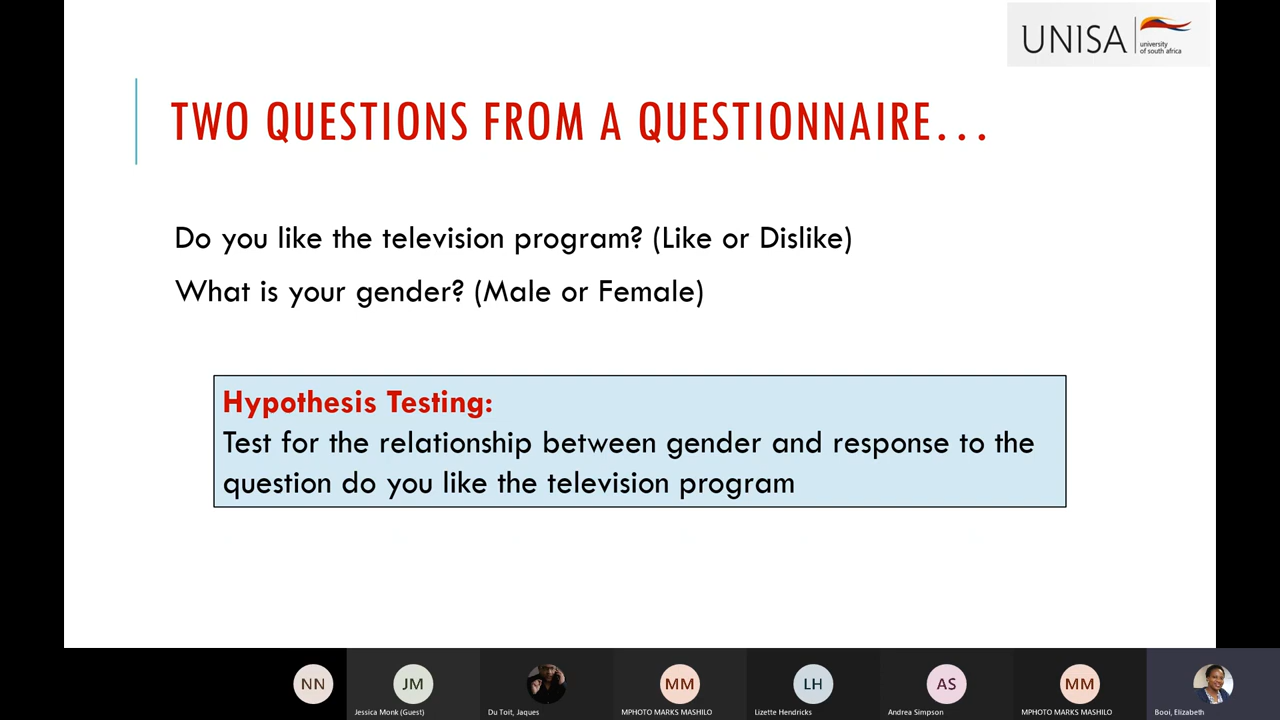 UNISA
university
of south africa
TWO QUESTIONS FROM A QUESTIONNAIRE...
Do you like the television program? (Like or Dislike)
What is your gender? (Male or Female)
Hypothesis Testing:
Test for the relationship between gender and response to the
question do you like the television program
NN
JM
MM
LH
AS
MM
Jessica Monk (Guest)
Du Toit, Jaques
MPHOTO MARKS MASHILO
Lizette Hendricks
Andrea Simpson
MPHOTO MARKS MASHILO
Booi, Elizabeth